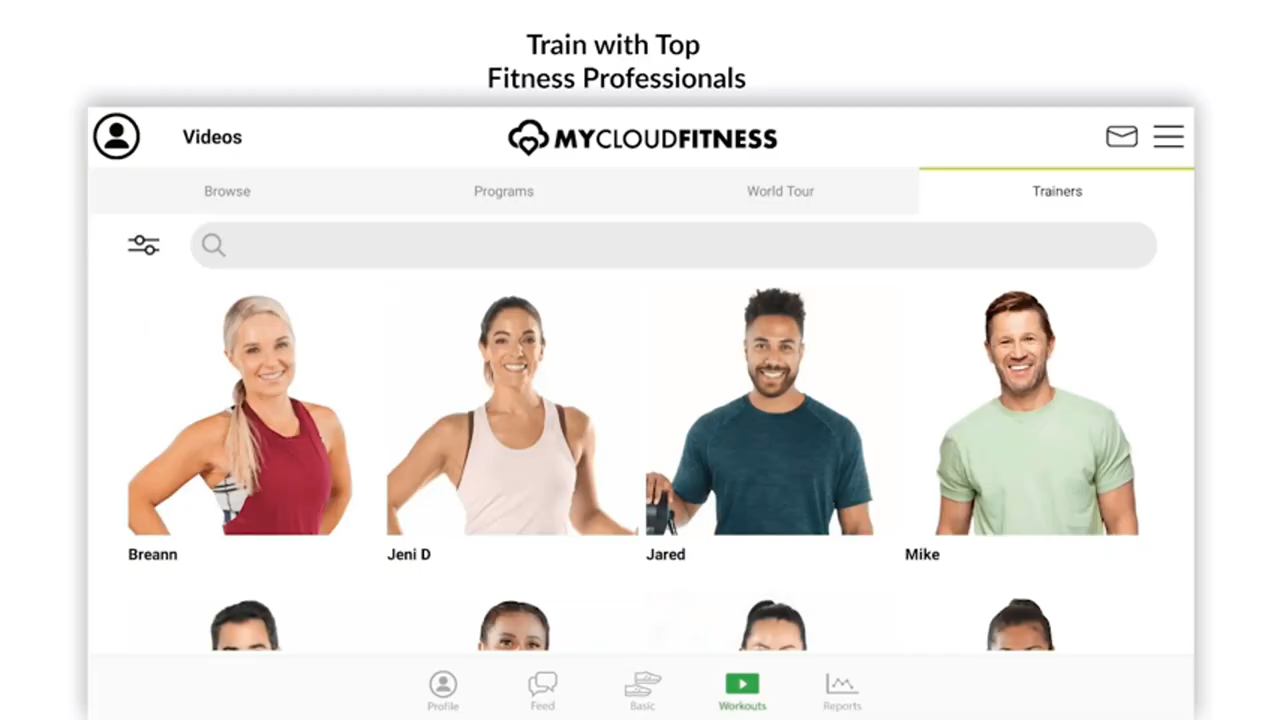 Train with Top
Fitness Professionals
Videos
MYCLOUDFITNESS
Browse
Programs
World Tour
Trainers
Breann
Jeni D
Jared
Mike
Profile
Feed
Basic
Workouts
Reports